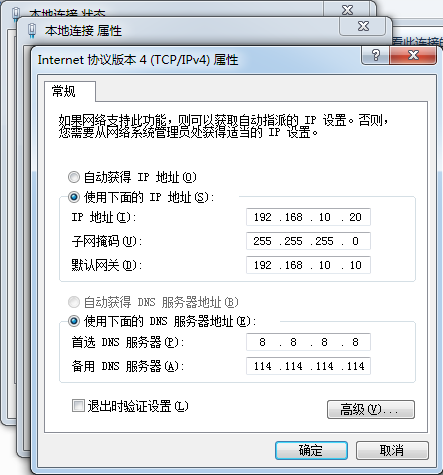 本地连接 状态
本地连接 属性
看此连接的
Internet 协议版本 4 (TCP/IPv4) 属性
常规
如果网络支持此功能，则可以获取自动指派的 IP 设置。否则，
您需要从网络系统管理员处获得适当的 IP 设置。
自动获得 IP 地址(O)
使用下面的 IP 地址(S):
IP 地址(I): 192 .168 . 10 . 20
子网掩码(U): 255 .255 .255 . 0
默认网关(D): 192 .168 . 10 . 10
自动获得 DNS 服务器地址(B)
使用下面的 DNS 服务器地址(E):
首选 DNS 服务器(P): 8 . 8 . 8 . 8
备用 DNS 服务器(A): 114 .114 .114 .114
退出时验证设置(L)
高级(V)...
确定 取消